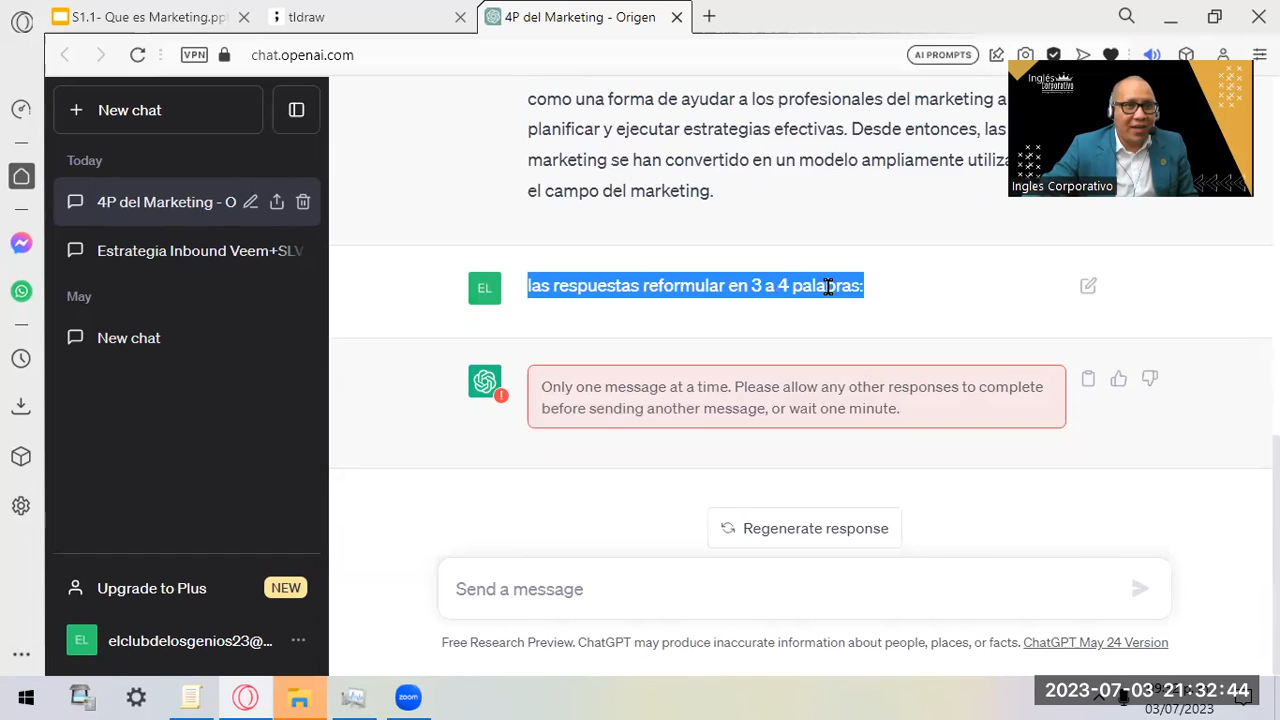 S1.1- Que es Marketing.pp
tldraw
4P del Marketing - Origen
VPN
chat.openai.com
AI PROMPTS
New chat
Today
4P del Marketing - O
Estrategia Inbound Veem+SLV
May
New chat
Upgrade to Plus
NEW
EL
elclubdelosgenios23@...
como una forma de ayudar a los profesionales del marketing a
planificar y ejecutar estrategias efectivas. Desde entonces, las
marketing se han convertido en un modelo ampliamente utiliz
el campo del marketing.
Inglés
Corporativo
Ingles Corporativo
EL
las respuestas reformular en 3 a 4 palabras:
!
Only one message at a time. Please allow any other responses to complete
before sending another message, or wait one minute.
Regenerate response
Send a message
Free Research Preview. ChatGPT may produce inaccurate information about people, places, or facts. ChatGPT May 24 Version
zoom
2023-07-03 21:32:44
03/07/2023